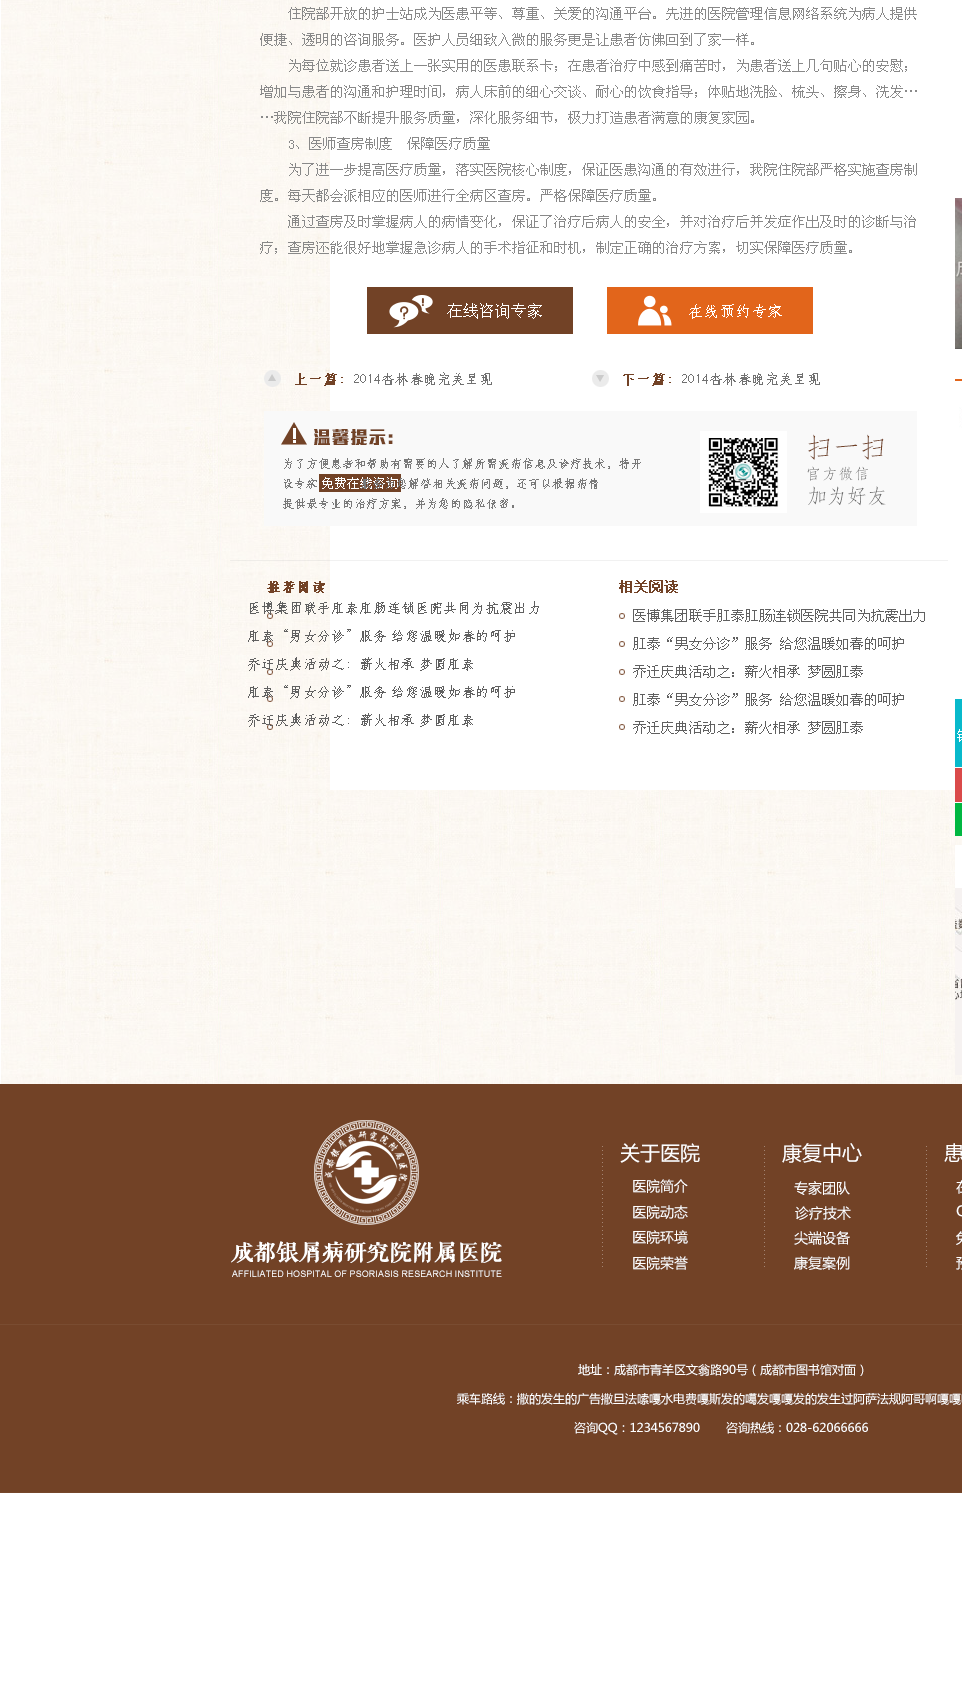 住院部开放的护士站成为医患平等、尊重、关爱的沟通平台。先进的医院管理信息网络系统为病人提供
便捷、透明的咨询服务。医护人员细致入微的服务更是让患者仿佛回到了家一样。
为每位就诊患者送上一张实用的医患联系卡；在患者治疗中感到痛苦时，为患者送上几句贴心的安慰；
增加与患者的沟通和护理时间，病人床前的细心交谈、耐心的饮食指导；体贴地洗脸、梳头、擦身、洗发…
…我院住院部不断提升服务质量，深化服务细节，极力打造患者满意的康复家园。
3、医师查房制度　保障医疗质量
为了进一步提高医疗质量，落实医院核心制度，保证医患沟通的有效进行，我院住院部严格实施查房制
度。每天都会派相应的医师进行全病区查房。严格保障医疗质量。
通过查房及时掌握病人的病情变化，保证了治疗后病人的安全，并对治疗后并发症作出及时的诊断与治
疗；查房还能很好地掌握急诊病人的手术指征和时机，制定正确的治疗方案，切实保障医疗质量。
在线咨询专家
在线预约专家
上一篇：2014杏林春晚完美呈现
下一篇：2014杏林春晚完美呈现
温馨提示：
为了方便患者和帮助有需要的人了解所需疾病信息及诊疗技术，特开
设专家 免费在线咨询 解答相关疾病问题，还可以根据病情
提供最专业的治疗方案，并为您的隐私保密。
扫一扫
官方微信
加为好友
推荐阅读
医博集团联手肛泰肛肠连锁医院共同为抗震出力
肛泰“男女分诊”服务 给您温暖如春的呵护
乔迁庆典活动之：薪火相承 梦圆肛泰
肛泰“男女分诊”服务 给您温暖如春的呵护
乔迁庆典活动之：薪火相承 梦圆肛泰
相关阅读
医博集团联手肛泰肛肠连锁医院共同为抗震出力
肛泰“男女分诊”服务 给您温暖如春的呵护
乔迁庆典活动之：薪火相承 梦圆肛泰
肛泰“男女分诊”服务 给您温暖如春的呵护
乔迁庆典活动之：薪火相承 梦圆肛泰
成都银屑病研究院附属医院
成都银屑病研究院附属医院
AFFILIATED HOSPITAL OF PSORIASIS RESEARCH INSTITUTE
关于医院
医院简介
医院动态
医院环境
医院荣誉
康复中心
专家团队
诊疗技术
尖端设备
康复案例
患
地址：成都市青羊区文翁路90号（成都市图书馆对面）
乘车路线：撒的发生的广告撒旦法嗦嘎水电费嘎斯发的噶发嘎嘎发的发生过阿萨法规阿哥啊嘎嘎
咨询QQ：1234567890　咨询热线：028-62066666